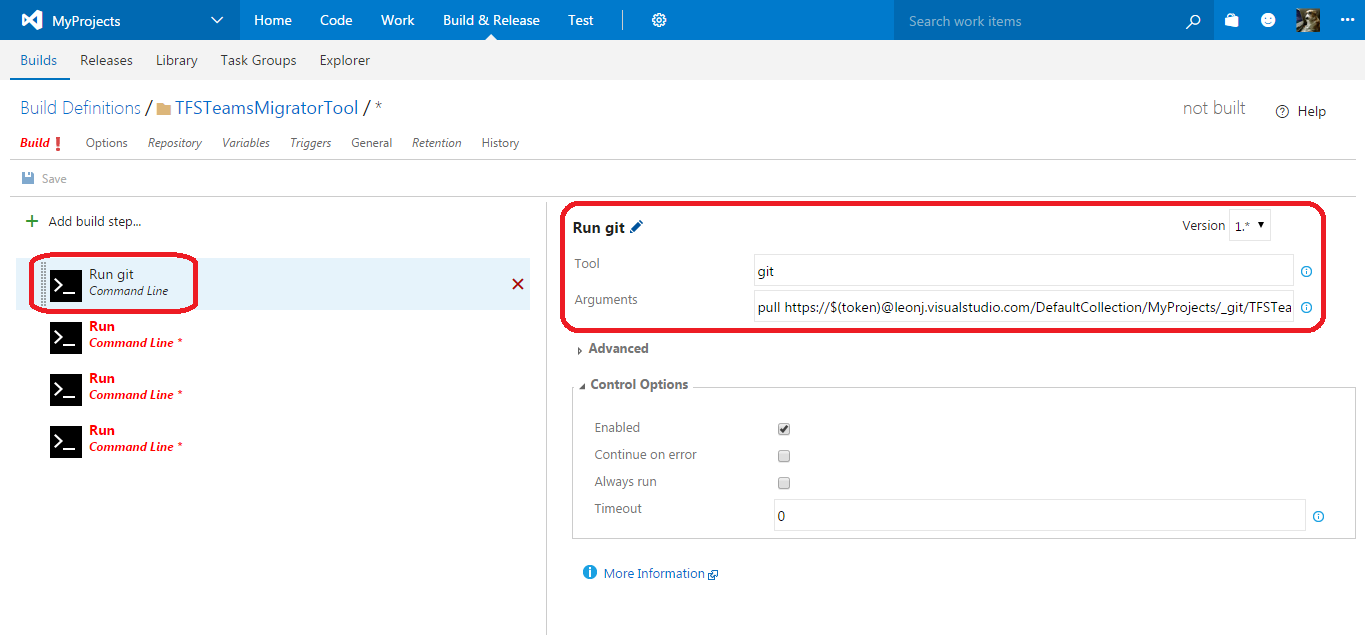 MyProjects Home Code Work Build & Release Test Search work items
Builds Releases Library Task Groups Explorer
Build Definitions / TFSTeamsMigratorTool / * not built Help
Build ! Options Repository Variables Triggers General Retention History
Save
Add build step...
Run git
Command Line
Run
Command Line *
Run
Command Line *
Run
Command Line *
Run git Version 1.*
Tool git
Arguments pull https://$(token)@leonj.visualstudio.com/DefaultCollection/MyProjects/_git/TFSTea
Advanced
Control Options
Enabled
Continue on error
Always run
Timeout 0
More Information